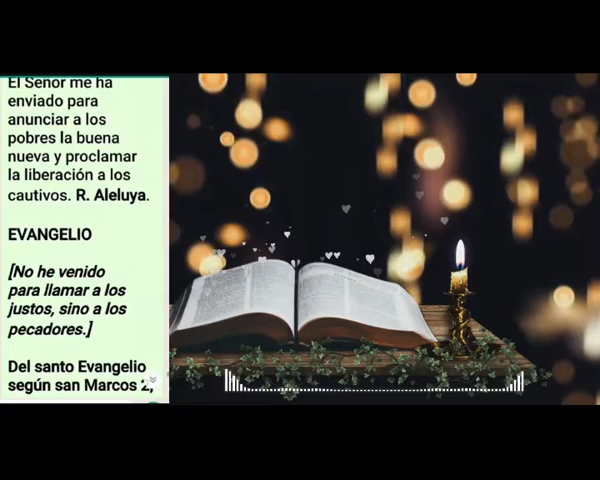 El Señor me ha
enviado para
anunciar a los
pobres la buena
nueva y proclamar
la liberación a los
cautivos. R. Aleluya.
EVANGELIO
[No he venido
para llamar a los
justos, sino a los
pecadores.]
Del santo Evangelio
según san Marcos 2,